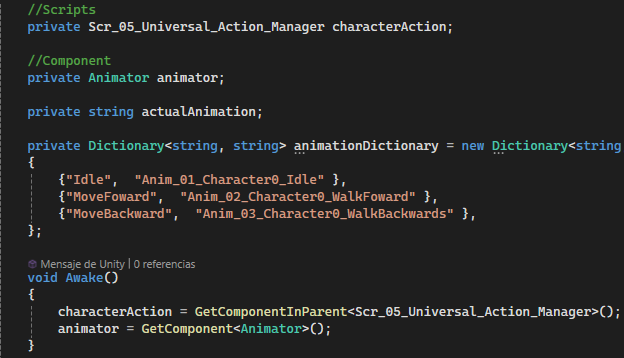 //Scripts
private Scr_05_Universal_Action_Manager characterAction;
//Component
private Animator animator;
private string actualAnimation;
private Dictionary<string, string> animationDictionary = new Dictionary<string
{
{"Idle", "Anim_01_Character0_Idle" },
{"MoveFoward", "Anim_02_Character0_WalkFoward" },
{"MoveBackward", "Anim_03_Character0_WalkBackwards" },
};
Mensaje de Unity | 0 referencias
void Awake()
{
characterAction = GetComponentInParent<Scr_05_Universal_Action_Manager>();
animator = GetComponent<Animator>();
}